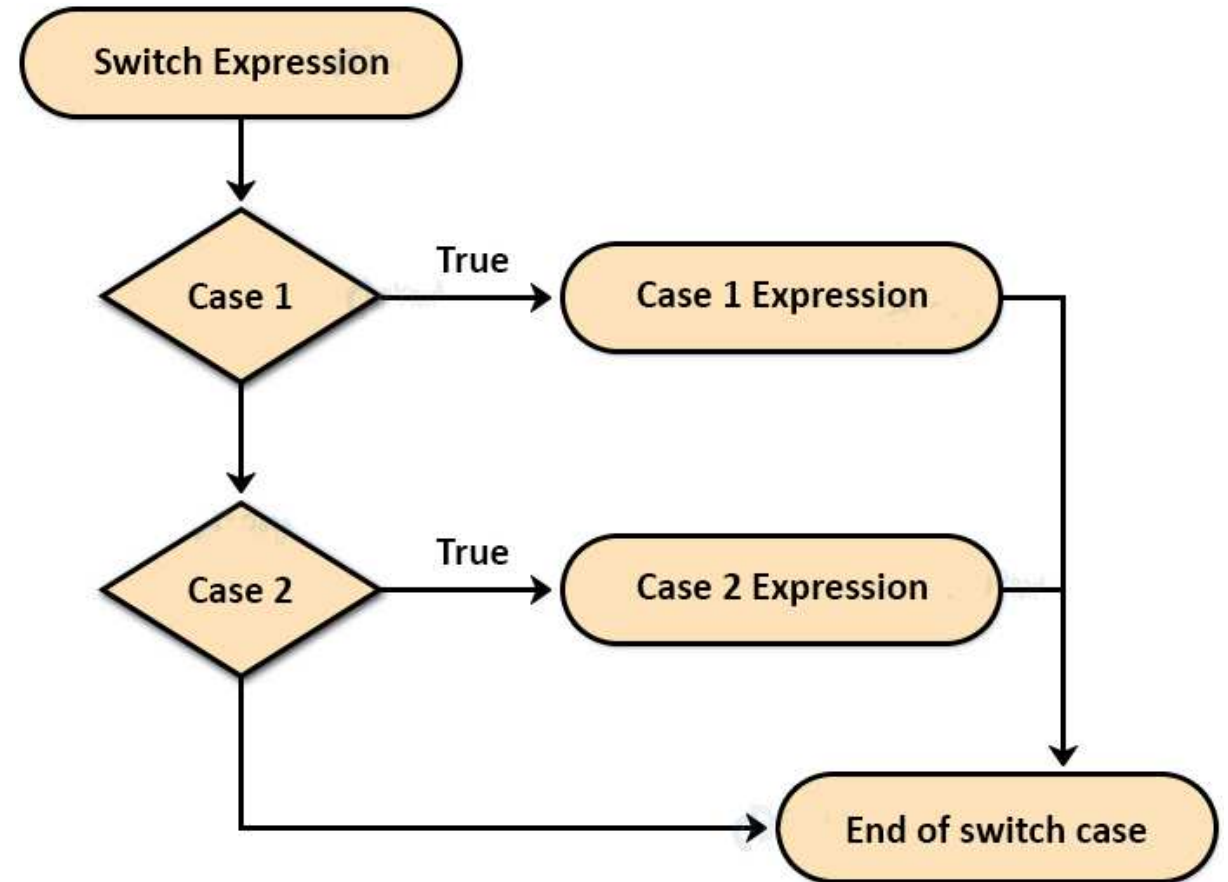 Switch Expression
True
Case 1
Case 1 Expression
True
Case 2
Case 2 Expression
End of switch case